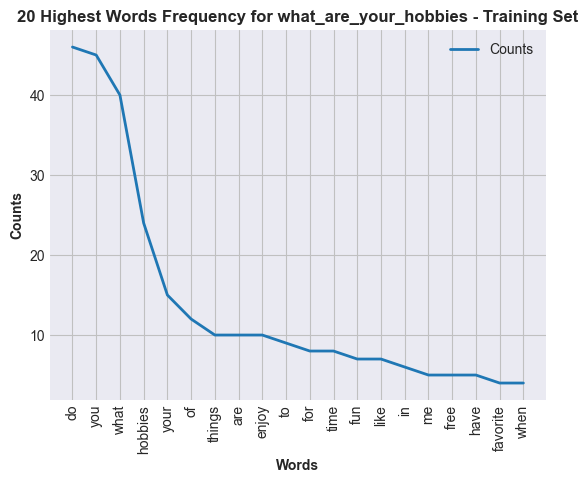 20 Highest Words Frequency for what_are_your_hobbies - Training Set
Counts
Counts
40
30
20
10
do
you
what
hobbies
your
of
things
are
enjoy
to
for
time
fun
like
in
me
free
have
favorite
when
Words